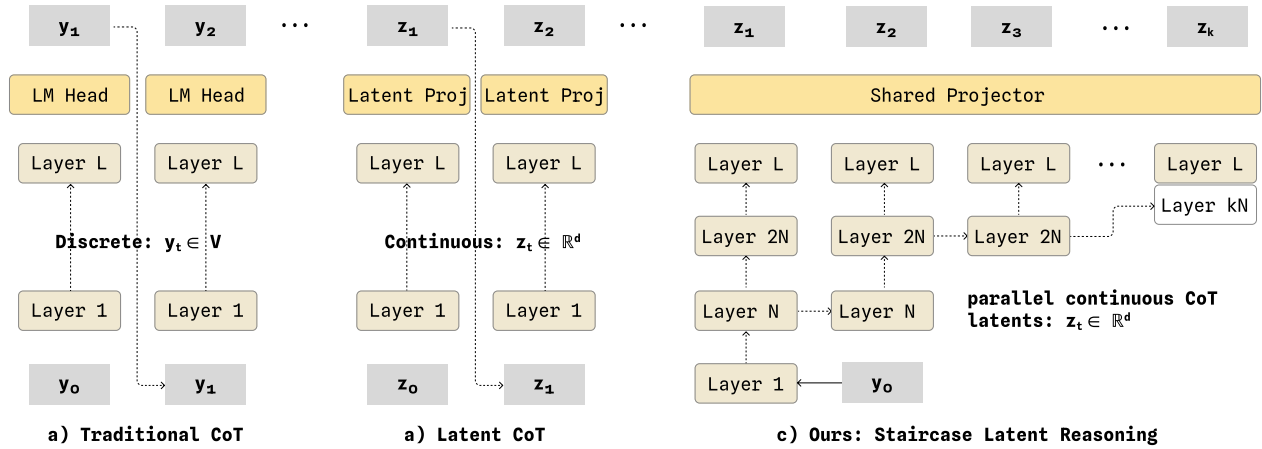 y₁
y₂
...
LM Head
LM Head
Layer L
Layer L
Discrete: yₜ ∈ V
Layer 1
Layer 1
y₀
y₁
a) Traditional CoT
z₁
z₂
...
Latent Proj
Latent Proj
Layer L
Layer L
Continuous: zₜ ∈ ℝᵈ
Layer 1
Layer 1
z₀
z₁
a) Latent CoT
z₁
z₂
z₃
...
zₖ
Shared Projector
Layer L
Layer L
Layer L
...
Layer L
Layer kN
Layer 2N
Layer 2N
Layer 2N
Layer N
Layer N
parallel continuous CoT
latents: zₜ ∈ ℝᵈ
Layer 1
y₀
c) Ours: Staircase Latent Reasoning